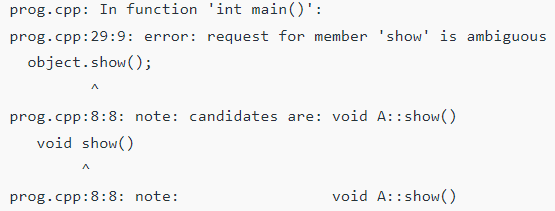 prog.cpp: In function 'int main()':
prog.cpp:29:9: error: request for member 'show' is ambiguous
  object.show();
         ^
prog.cpp:8:8: note: candidates are: void A::show()
   void show()
        ^
prog.cpp:8:8: note:                 void A::show()